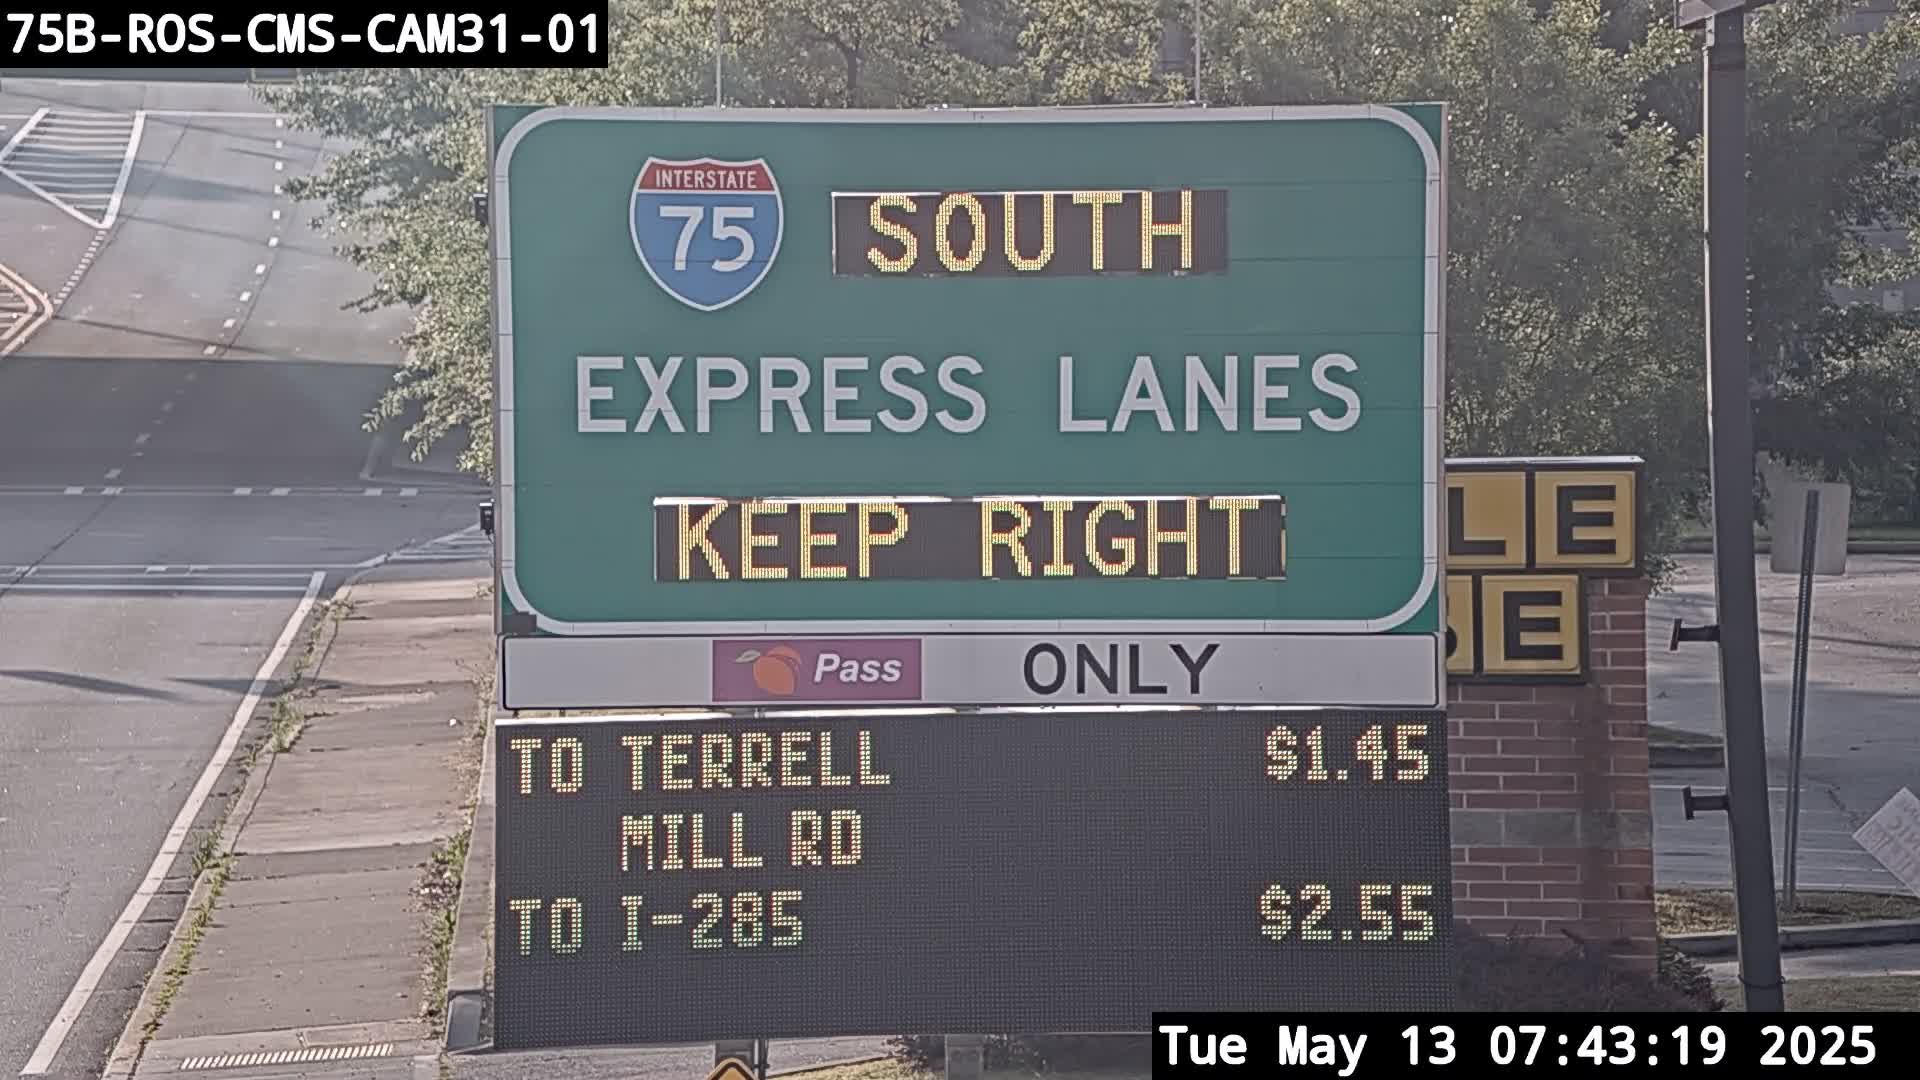 75B-ROS-CMS-CAM31-01
INTERSTATE
75
SOUTH
EXPRESS LANES
KEEP RIGHT
LE
E
Pass ONLY
TO TERRELL $1.45
MILL RD
TO I-285 $2.55
Tue May 13 07:43:19 2025